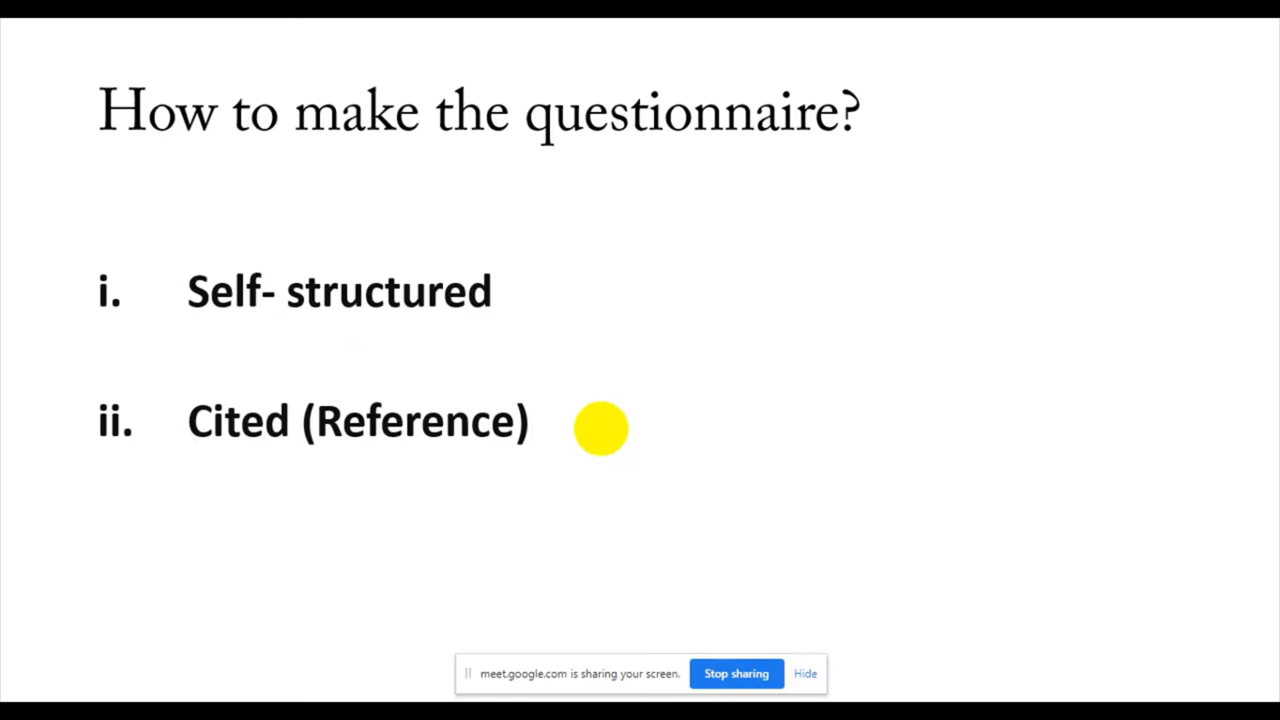 How to make the questionnaire?
i. Self- structured
ii. Cited (Reference)
meet.google.com is sharing your screen. Stop sharing Hide